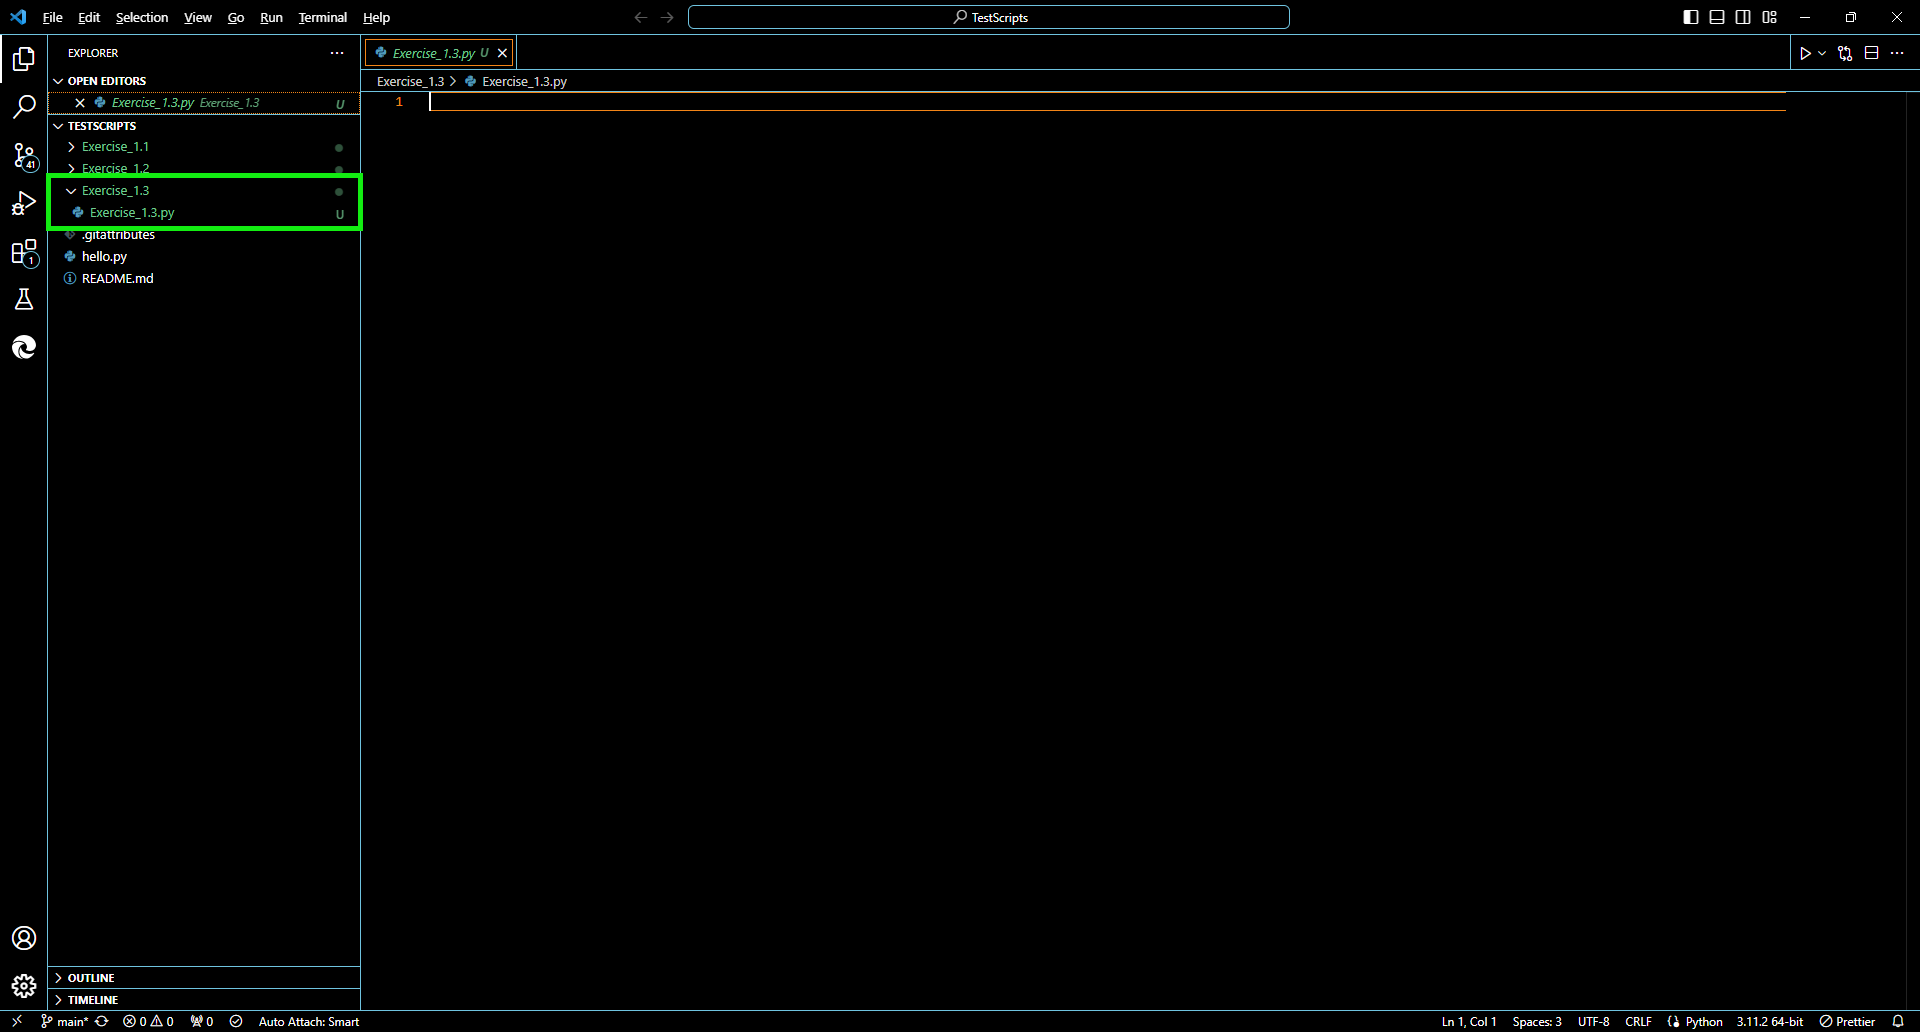 File Edit Selection View Go Run Terminal Help
TestScripts
EXPLORER
OPEN EDITORS
Exercise_1.3.py Exercise_1.3 U
TESTSCRIPTS
Exercise_1.1
Exercise_1.2
Exercise_1.3
Exercise_1.3.py U
.gitattributes
hello.py
README.md
OUTLINE
TIMELINE
Exercise_1.3.py U
Exercise_1.3 Exercise_1.3.py
1
41
1
main* 0 0 0 Auto Attach: Smart
Ln 1, Col 1 Spaces: 3 UTF-8 CRLF Python 3.11.2 64-bit Prettier